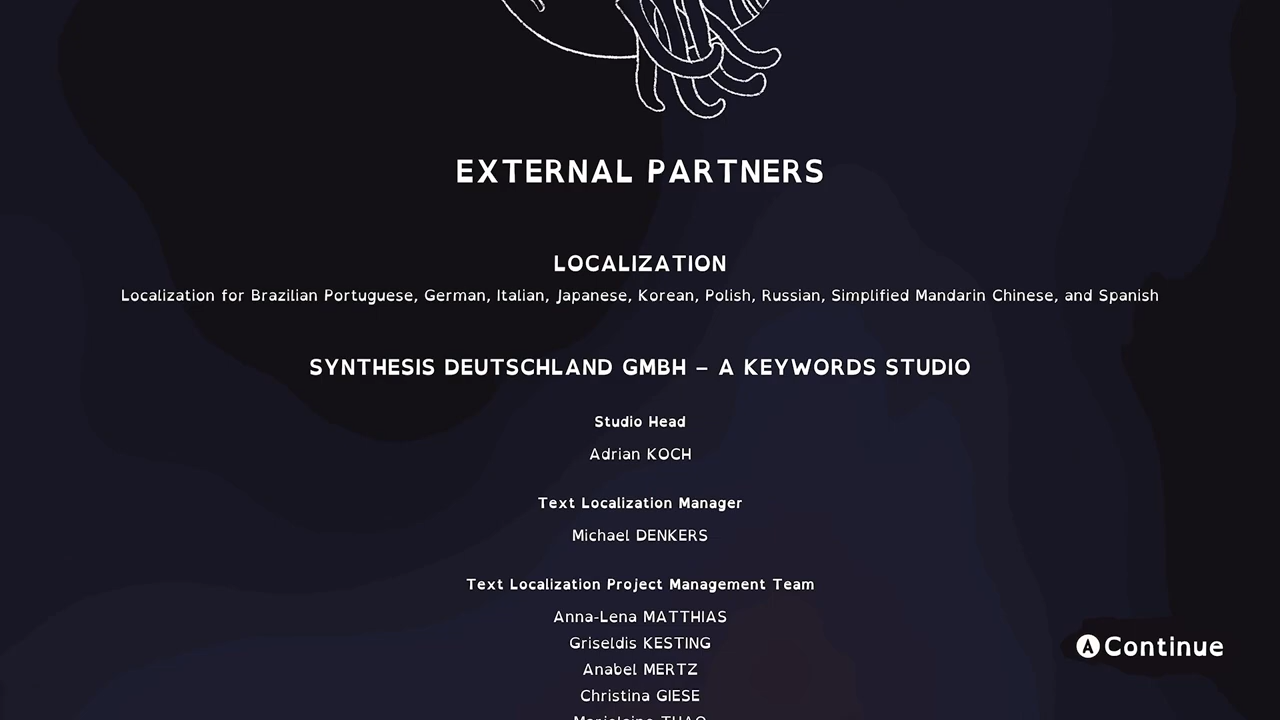 EXTERNAL PARTNERS
LOCALIZATION
Localization for Brazilian Portuguese, German, Italian, Japanese, Korean, Polish, Russian, Simplified Mandarin Chinese, and Spanish
SYNTHESIS DEUTSCHLAND GMBH – A KEYWORDS STUDIO
Studio Head
Adrian KOCH
Text Localization Manager
Michael DENKERS
Text Localization Project Management Team
Anna-Lena MATTHIAS
Griseldis KESTING
Anabel MERTZ
Christina GIESE
A Continue